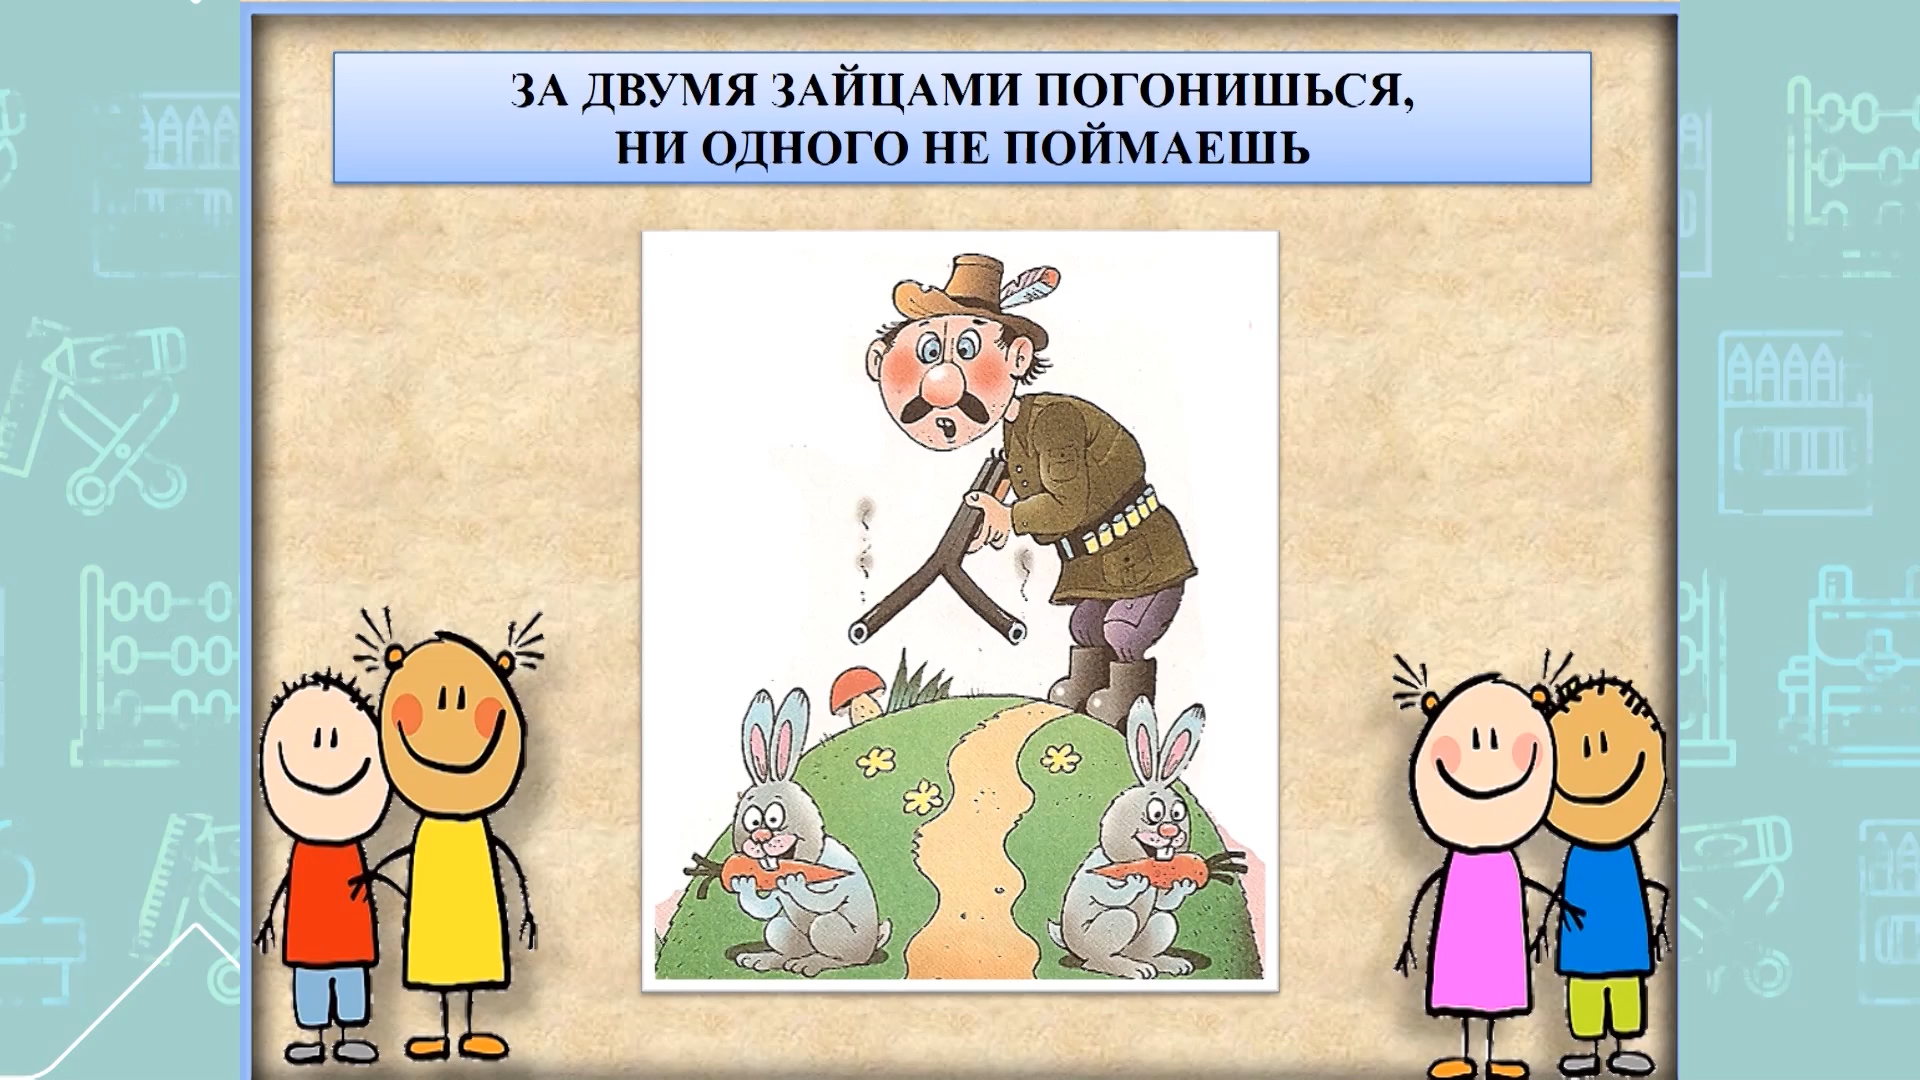 ЗА ДВУМЯ ЗАЙЦАМИ ПОГОНИШЬСЯ,
НИ ОДНОГО НЕ ПОЙМАЕШЬ